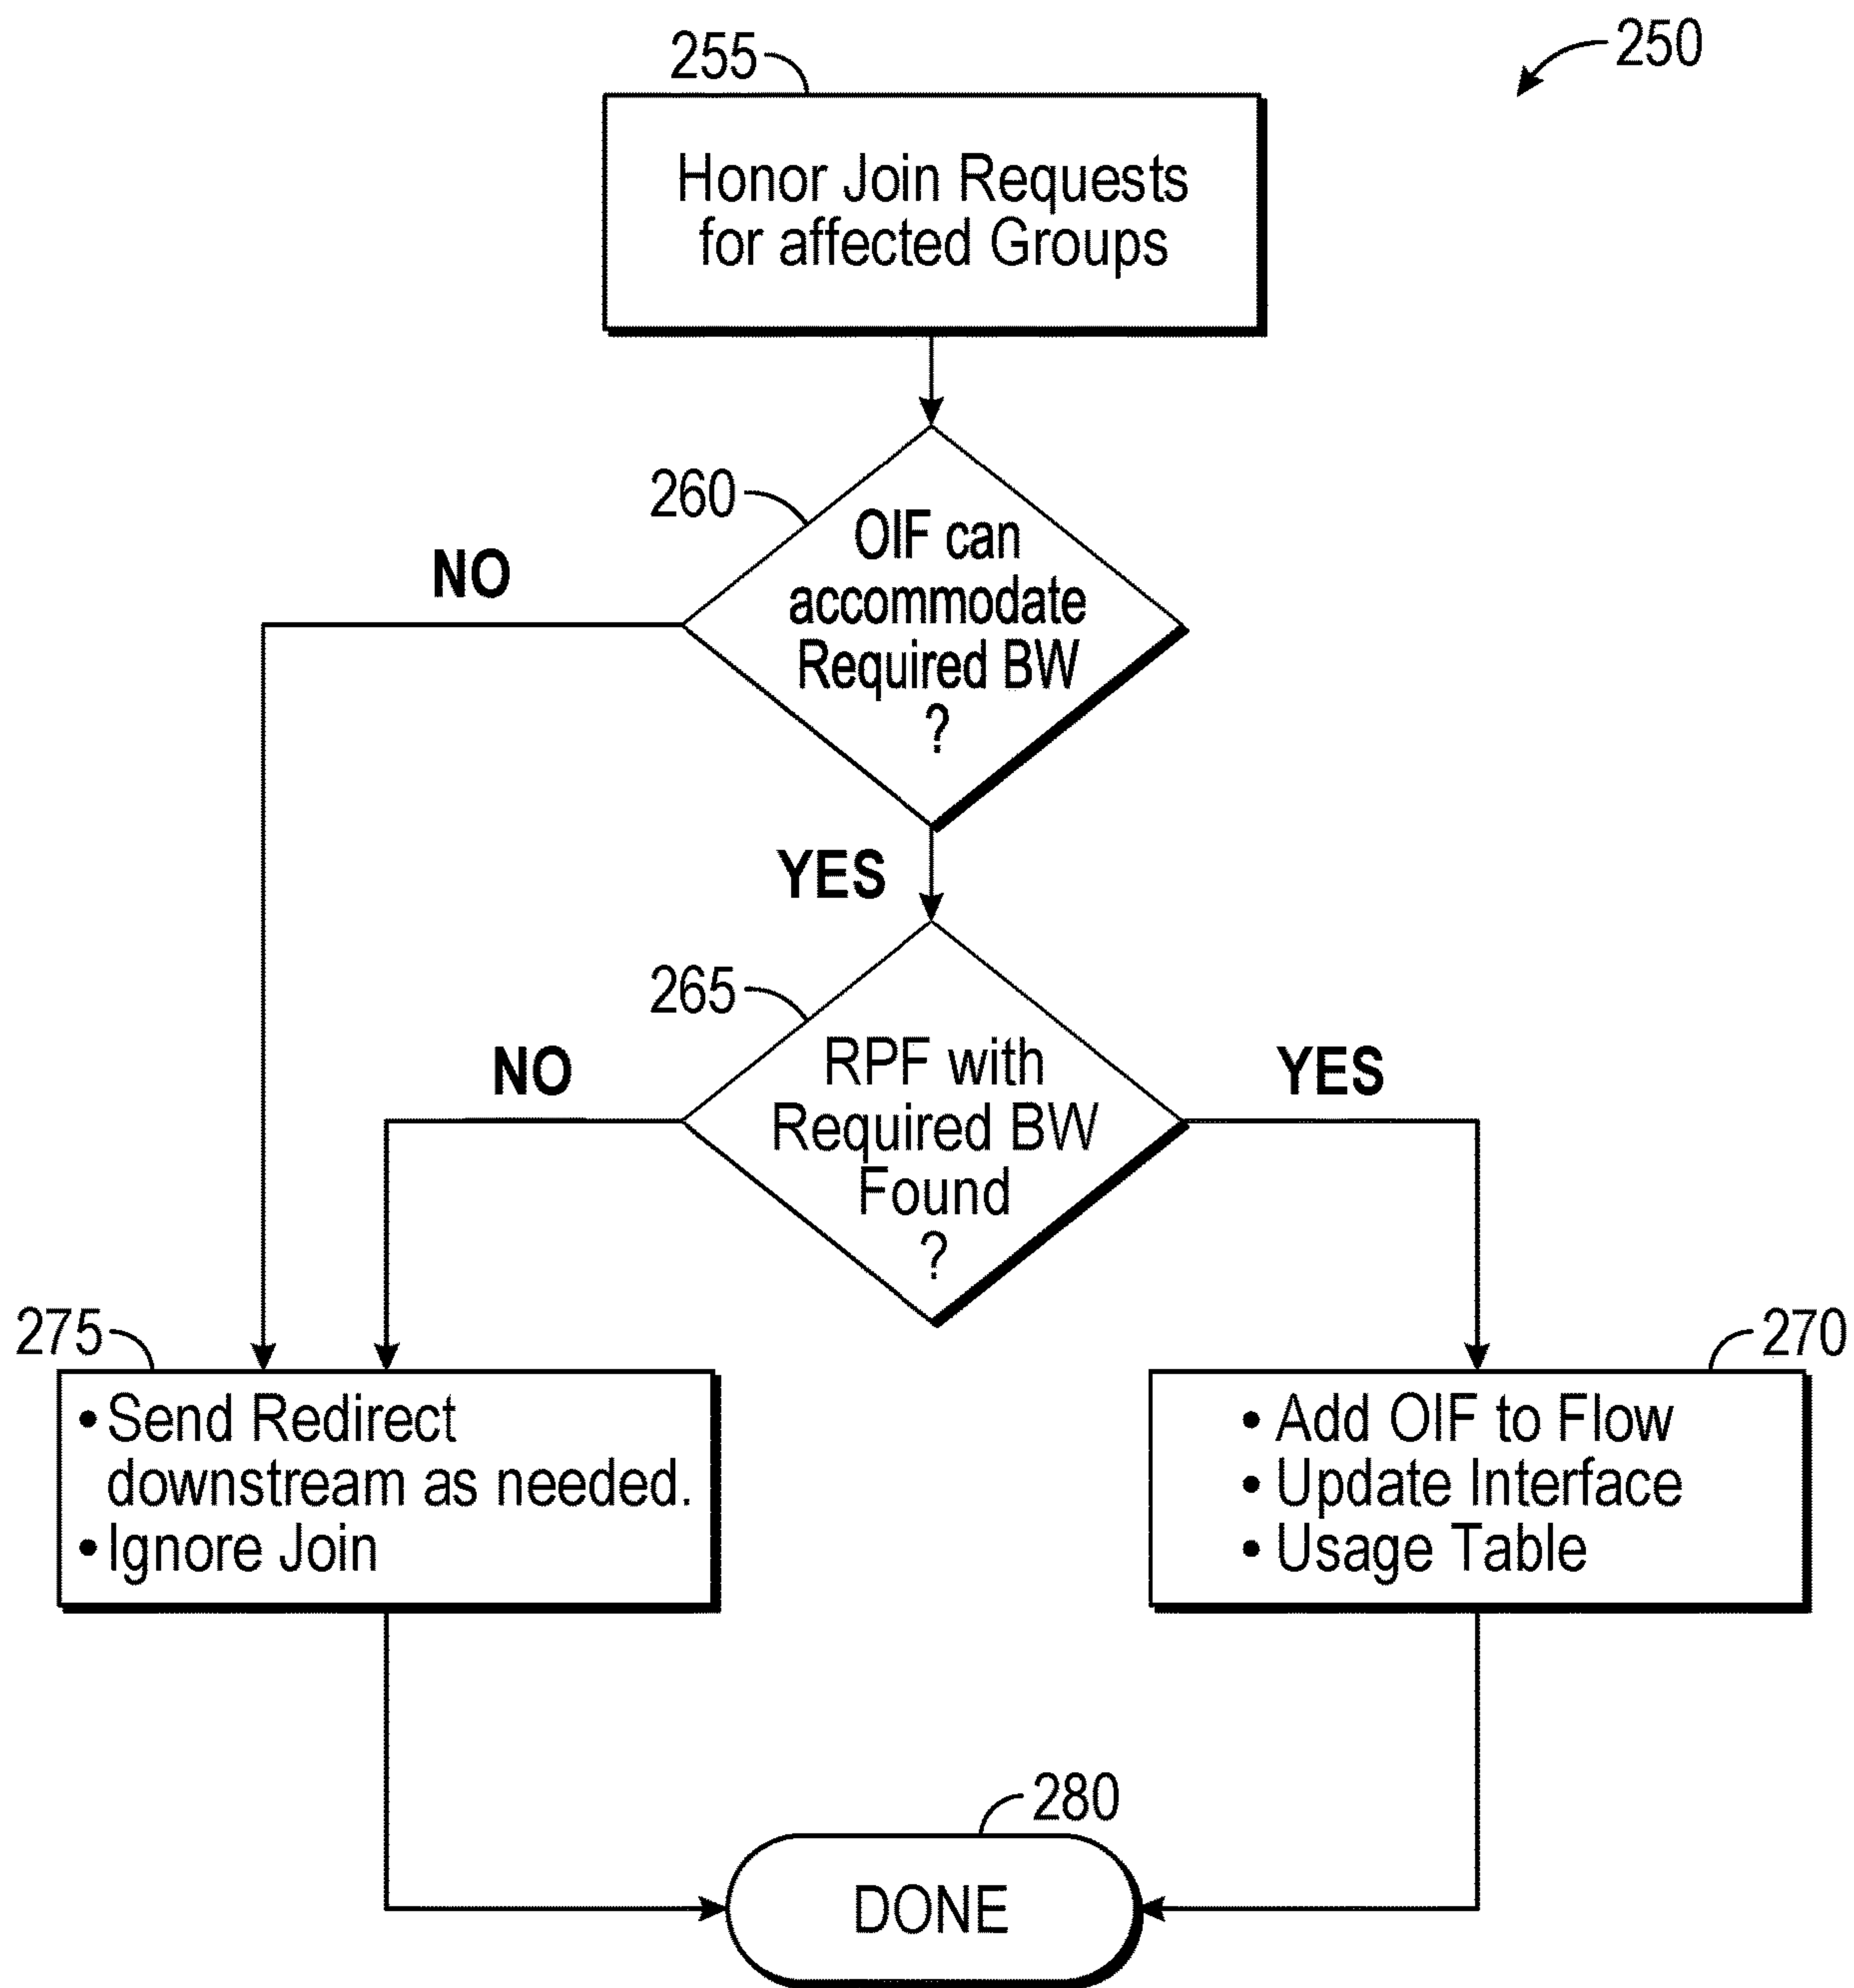 250
255
Honor Join Requests
for affected Groups
260
OIF can
accommodate
Required BW
?
NO
YES
265
RPF with
Required BW
Found
?
NO
YES
275
• Send Redirect
downstream as needed.
• Ignore Join
270
• Add OIF to Flow
• Update Interface
• Usage Table
280
DONE